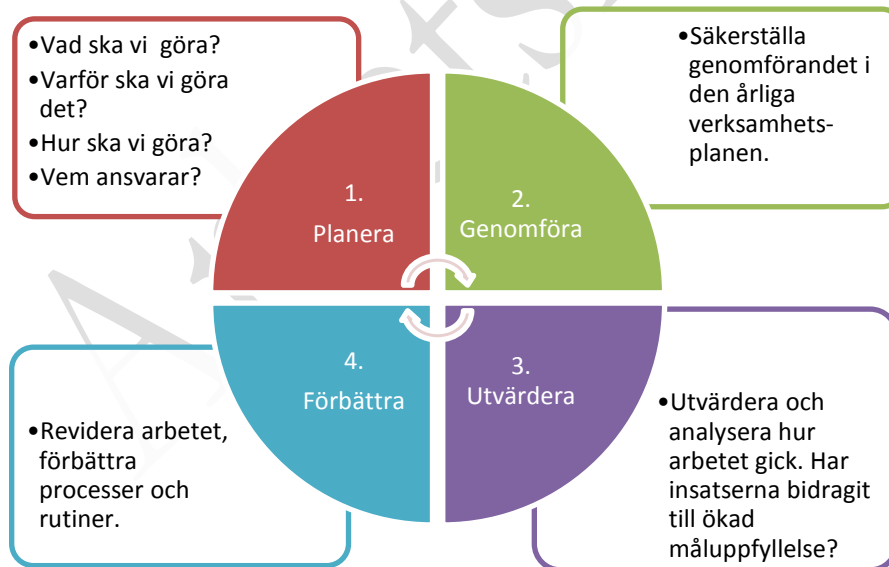 •Vad ska vi göra?
•Varför ska vi göra
det?
•Hur ska vi göra?
•Vem ansvarar?
•Säkerställa
genomförandet i
den årliga
verksamhets-
planen.
1.
Planera
2.
Genomföra
4.
Förbättra
3.
Utvärdera
•Revidera arbetet,
förbättra
processer och
rutiner.
•Utvärdera och
analysera hur
arbetet gick. Har
insatserna bidragit
till ökad
måluppfyllelse?